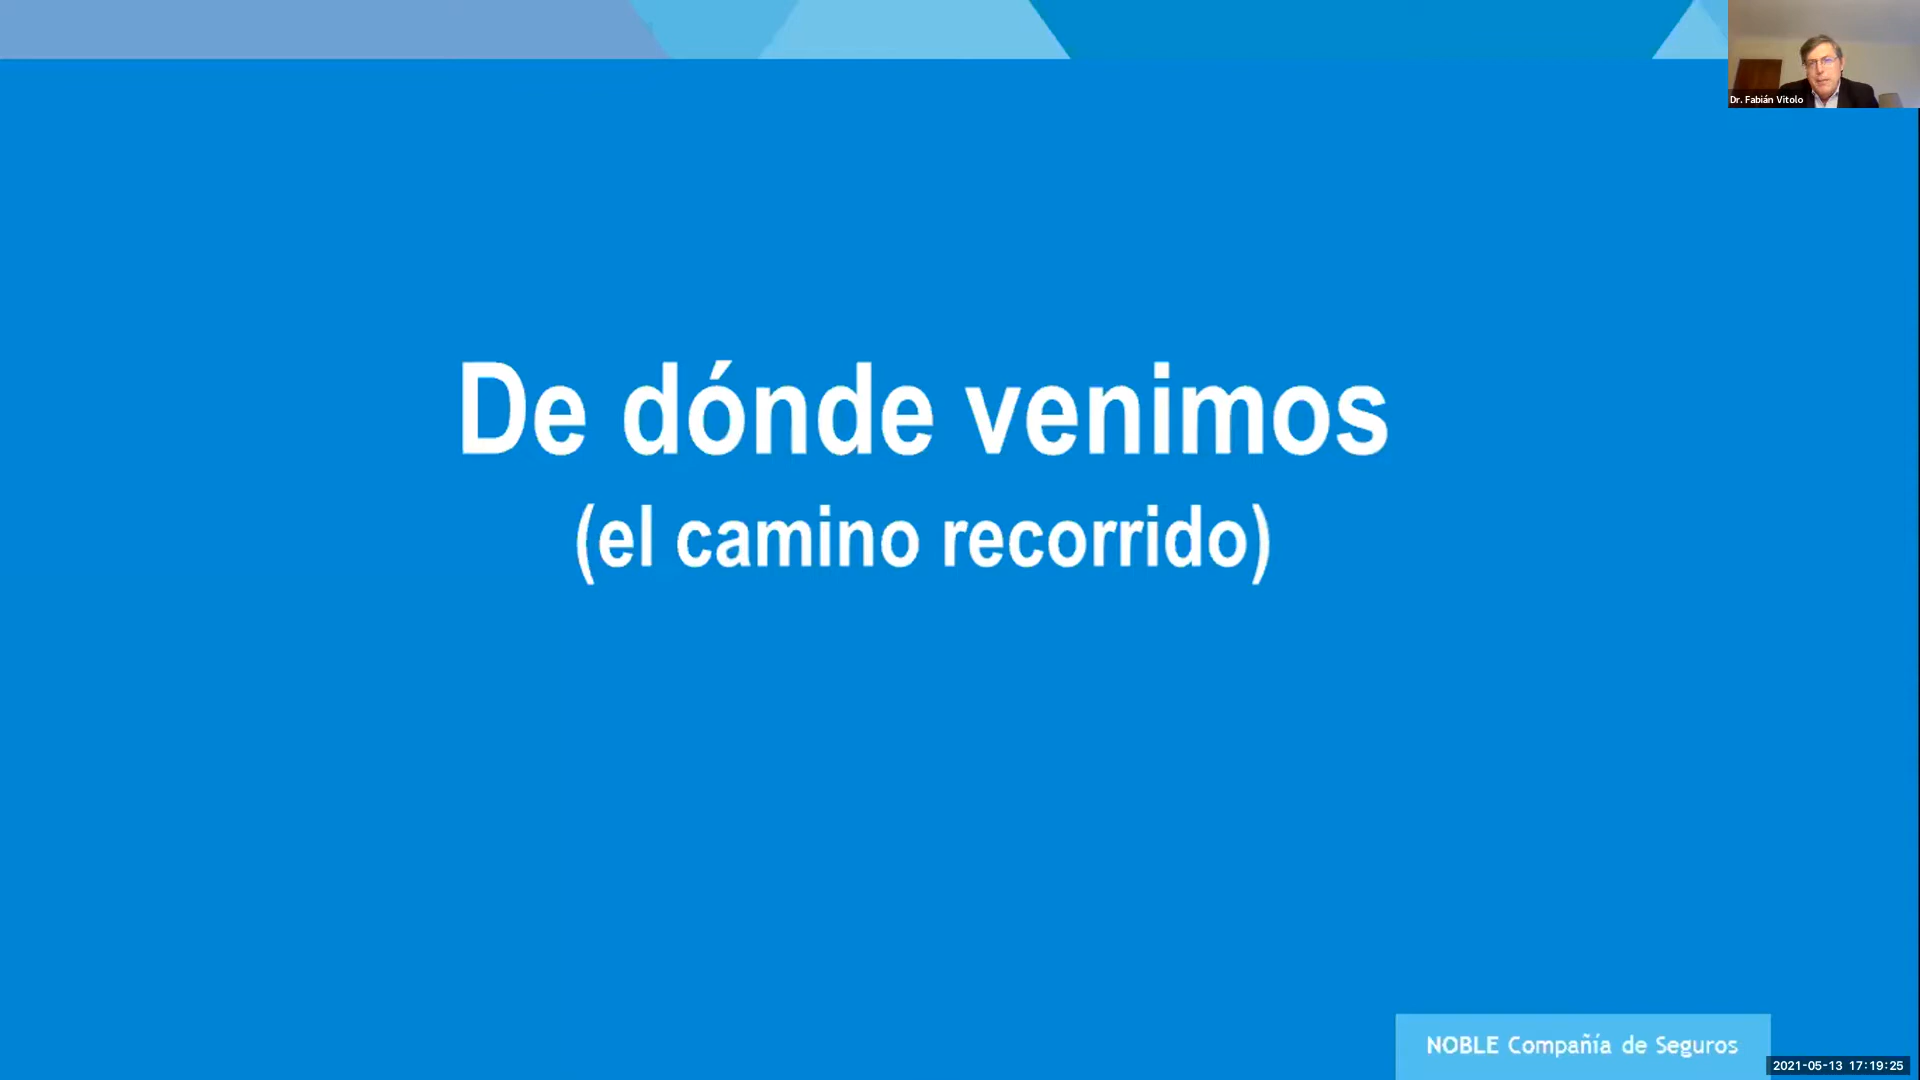 Dr. Fabián Vitolo
De dónde venimos
(el camino recorrido)
NOBLE Compañía de Seguros
2021-05-13 17:19:25